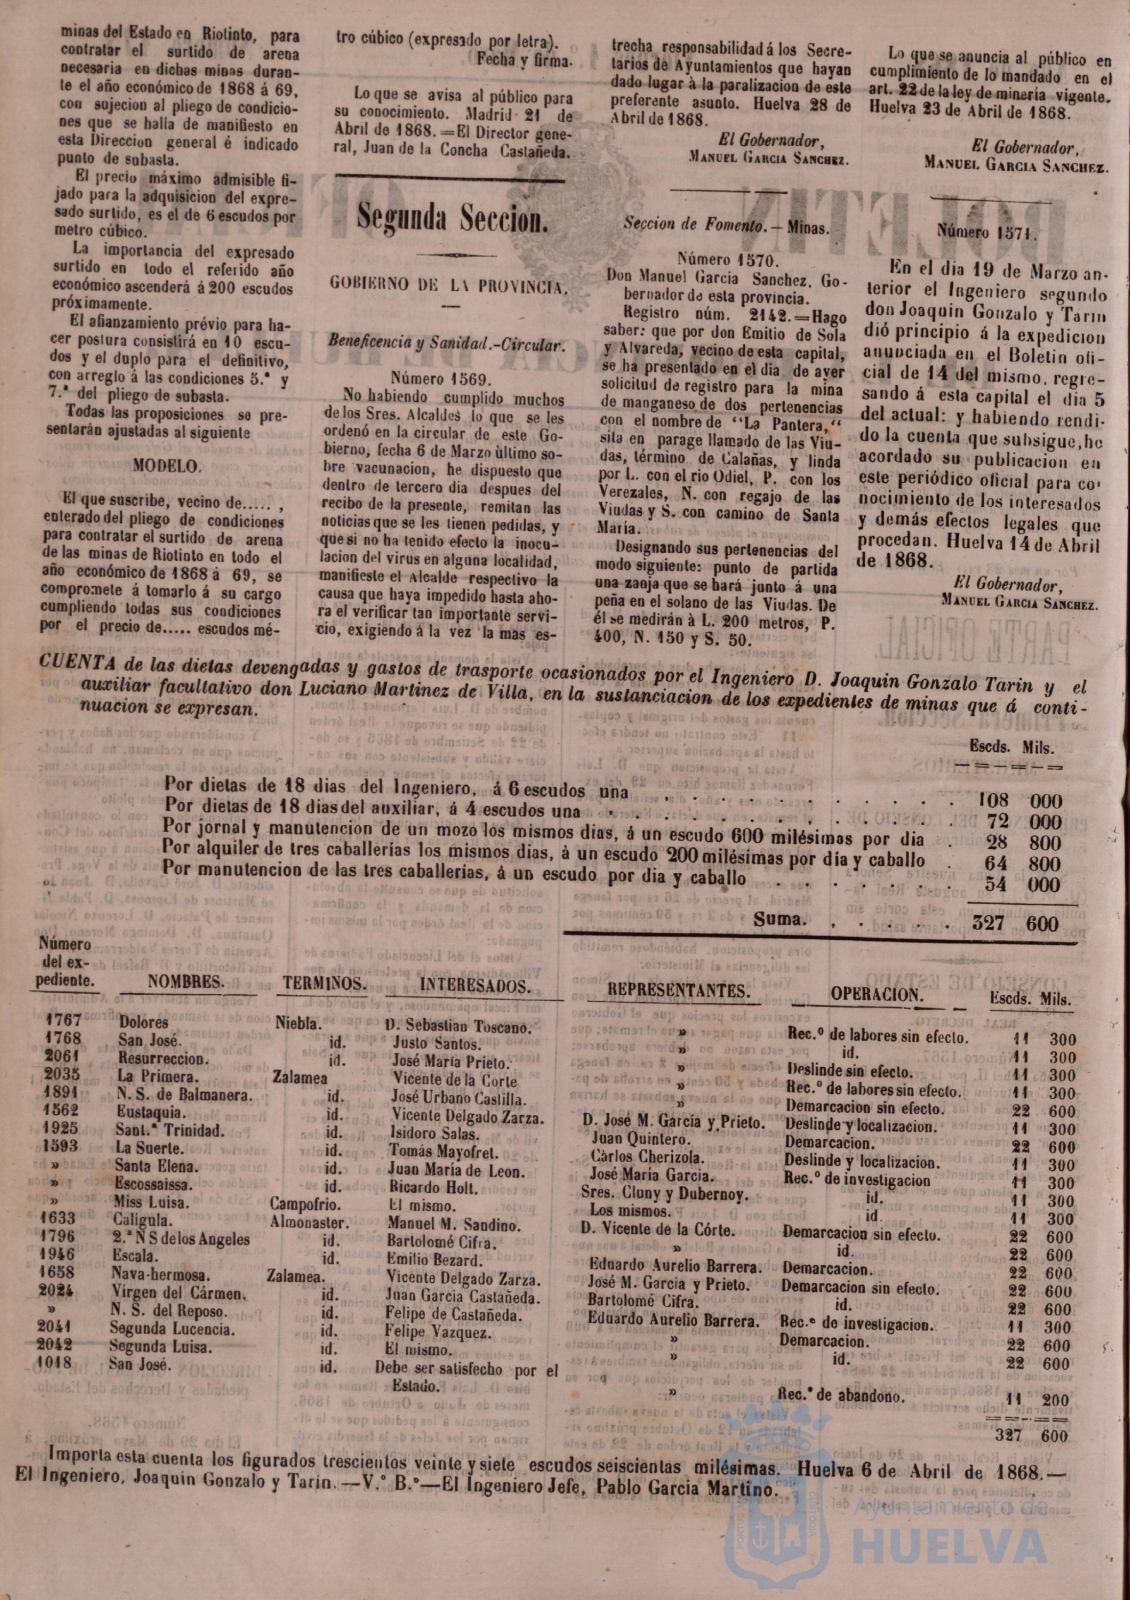 minas del Estado en Riotinto, para
contratar el surtido de arena
necesaria en dichas minas duran-
te el año económico de 1868 á 69,
con sujecion al pliego de condicio-
nes que se halla de manifiesto en
esta Direccion general é indicado
punto de subasta.
El precio máximo admisible fi-
jado para la adquisicion del expre-
sado surtido, es el de 6 escudos por
metro cúbico.
La importancia del expresado
surtido en todo el referido año
económico ascenderá á 200 escudos
próximamente.
El afianzamiento prévio para ha-
cer postura consistirá en 10 escu-
dos y el duplo para el definitivo,
con arreglo á las condiciones 5.ª y
7.ª del pliego de subasta.
Todas las proposiciones se pre-
sentarán ajustadas al siguiente
MODELO.
El que suscribe, vecino de..... ,
enterado del pliego de condiciones
para contratar el surtido de arena
de las minas de Riotinto en todo el
año económico de 1868 á 69, se
compromete á tomarlo á su cargo
cumpliendo todas sus condiciones
por el precio de..... escudos mé-
tro cúbico (expresado por letra).
Fecha y firma.
Lo que se avisa al público para
su conocimiento. Madrid 21 de
Abril de 1868.=El Director gene-
ral, Juan de la Concha Castañeda.
Segunda Seccion.
GOBIERNO DE LA PROVINCIA.
Beneficencia y Sanidad.-Circular.
Número 1569.
No habiendo cumplido muchos
de los Sres. Alcaldes lo que se les
ordenó en la circular de este Go-
bierno, fecha 6 de Marzo último so-
bre vacunacion, he dispuesto que
dentro de tercero dia despues del
recibo de la presente, remitan las
noticias que se les tienen pedidas, y
que si no ha tenido efecto la inocu-
lacion del virus en alguna localidad,
manifieste el Alcalde respectivo la
causa que haya impedido hasta aho-
ra el verificar tan importante servi-
cio, exigiendo á la vez la mas es-
trecha responsabilidad á los Secre-
tarios de Ayuntamientos que hayan
dado lugar à la paralizacion de este
preferente asunto. Huelva 28 de
Abril de 1868.
El Gobernador,
MANUEL GARCIA SANCHEZ.
Seccion de Fomento.—Minas.
Número 1570.
Don Manuel Garcia Sanchez, Go-
bernador de esta provincia.
Registro núm. 2142.=Hago
saber: que por don Emilio de Sola
y Alvareda, vecino de esta capital,
se ha presentado en el dia de ayer
solicitud de registro para la mina
de manganeso de dos pertenencias
con el nombre de "La Pantera,"
sita en parage llamado de las Viu-
das, término de Calañas, y linda
por L. con el rio Odiel, P. con los
Verezales, N. con regajo de las
Viudas y S. con camino de Santa
María.
Designando sus pertenencias del
modo siguiente: punto de partida
una zanja que se hará junto á una
peña en el solano de las Viudas. De
él se medirán à L. 200 metros, P.
400, N. 150 y S. 50.
Lo que se anuncia al público en
cumplimiento de lo mandado en el
art. 22 de la ley de minería vigente.
Huelva 23 de Abril de 1868.
El Gobernador,
MANUEL GARCIA SANCHEZ.
Número 1571.
En el dia 19 de Marzo an-
terior el Ingeniero segundo
don Joaquin Gonzalo y Tarin
dió principio á la expedicion
anunciada en el Boletin ofi-
cial de 14 del mismo, regre-
sando á esta capital el dia 5
del actual: y habiendo rendi-
do la cuenta que subsigue, he
acordado su publicacion en
este periódico oficial para co-
nocimiento de los interesados
y demás efectos legales que
procedan. Huelva 14 de Abril
de 1868.
El Gobernador,
MANUEL GARCIA SANCHEZ.
CUENTA de las dietas devengadas y gastos de trasporte ocasionados por el Ingeniero D. Joaquin Gonzalo Tarin y el
auxiliar facultativo don Luciano Martinez de Villa, en la sustanciacion de los expedientes de minas que á conti-
nuacion se expresan.
Escds. Mils.
Por dietas de 18 dias del Ingeniero, á 6 escudos una . . . . 108 000
Por dietas de 18 dias del auxiliar, á 4 escudos una . . . . 72 000
Por jornal y manutencion de un mozo los mismos dias, á un escudo 600 milésimas por dia . 28 800
Por alquiler de tres caballerías los mismos dias, à un escudo 200 milésimas por dia y caballo . 64 800
Por manutencion de las tres caballerías, á un escudo por dia y caballo . . . . 54 000
Suma. . . . . . 327 600
Número del ex-pediente. NOMBRES. TERMINOS. INTERESADOS. REPRESENTANTES. OPERACION. Escds. Mils.
1767 Dolores Niebla. D. Sebastian Toscano. » Rec.º de labores sin efecto. 11 300
1768 San José. id. Justo Santos. » id. 11 300
2061 Resurreccion. id. José María Prieto. » Deslinde sin efecto. 11 300
2035 La Primera. Zalamea Vicente de la Corte » Rec.º de labores sin efecto. 11 300
1891 N. S. de Balmanera. id. José Urbano Castilla. » Demarcacion sin efecto. 22 600
1562 Eustaquia. id. Vicente Delgado Zarza. D. José M. Garcia y Prieto. Deslinde y localizacion. 11 300
1925 Sant.ª Trinidad. id. Isidoro Salas. Juan Quintero. Demarcacion. 22 600
1593 La Suerte. id. Tomás Mayofret. Càrlos Cherizola. Deslinde y localizacion. 11 300
» Santa Elena. id. Juan Maria de Leon. José María Garcia. Rec.º de investigacion 11 300
» Escossaissa. id. Ricardo Holt. Sres. Cluny y Dubernoy. id. 11 300
» Miss Luisa. Campofrio. El mismo. Los mismos. id. 11 300
1633 Calígula. Almonaster. Manuel M. Sandino. D. Vicente de la Córte. Demarcacion sin efecto. 22 600
1796 2.ª N S de los Angeles id. Bartolomé Cifra. » id. 22 600
1946 Escala. id. Emilio Bezard. Eduardo Aurelio Barrera. Demarcacion. 22 600
1658 Nava-hermosa. Zalamea. Vicente Delgado Zarza. José M. Garcia y Prieto. Demarcacion sin efecto. 22 600
2024 Virgen del Cármen. id. Juan Garcia Castañeda. Bartolomé Cifra. id. 22 600
» N. S. del Reposo. id. Felipe de Castañeda. Eduardo Aurelio Barrera. Rec.º de investigacion. 11 300
2041 Segunda Lucencia. id. Felipe Vazquez. » Demarcacion. 22 600
2042 Segunda Luisa. id. El mismo. » id. 22 600
1018 San José. id. Debe ser satisfecho por el Estado. » Rec.º de abandono. 11 200
327 600
Importa esta cuenta los figurados trescientos veinte y siete escudos seiscientas milésimas. Huelva 6 de Abril de 1868.—
El Ingeniero, Joaquin Gonzalo y Tarin.—V.º B.º—El Ingeniero Jefe, Pablo Garcia Martino.
Ayuntamiento de
HUELVA